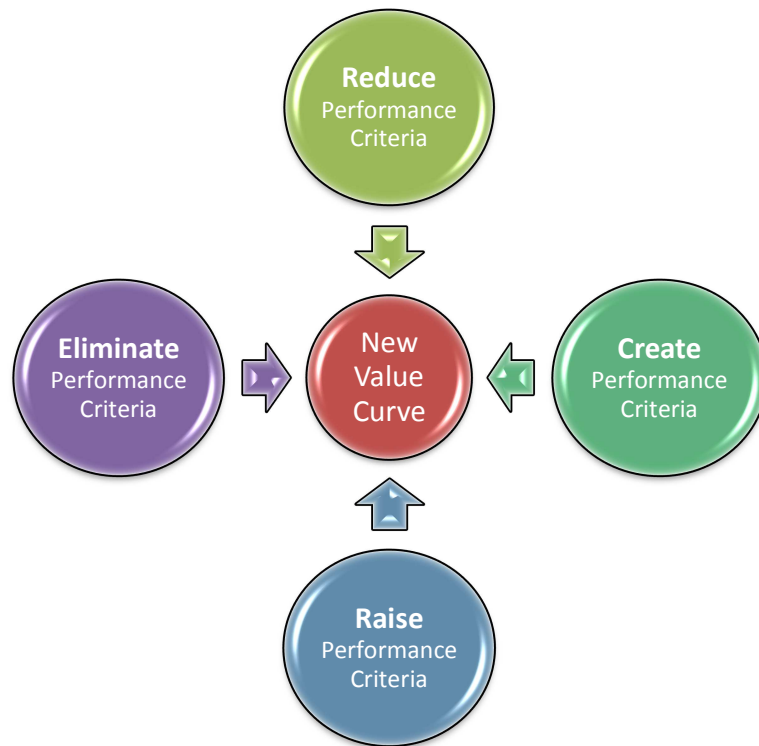 Reduce
Performance
Criteria
Eliminate
Performance
Criteria
New
Value
Curve
Create
Performance
Criteria
Raise
Performance
Criteria